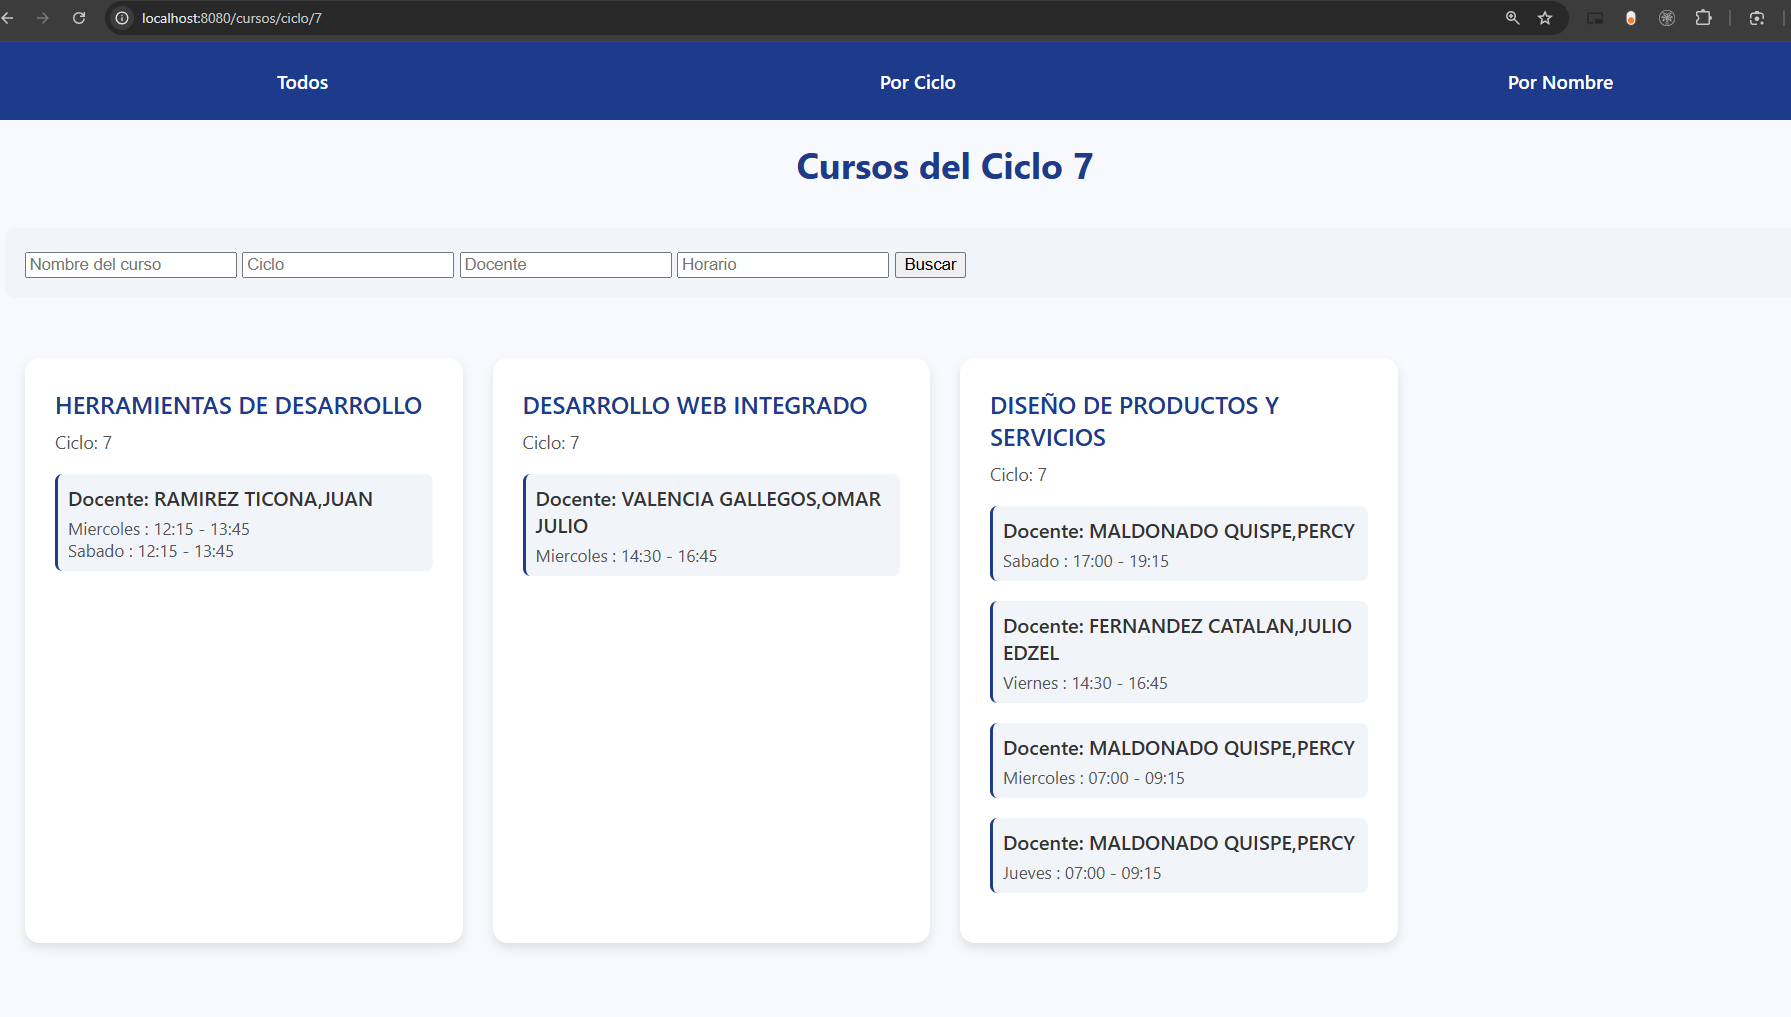 localhost:8080/cursos/ciclo/7
Todos
Por Ciclo
Por Nombre
Cursos del Ciclo 7
Nombre del curso
Ciclo
Docente
Horario
Buscar
HERRAMIENTAS DE DESARROLLO
Ciclo: 7
Docente: RAMIREZ TICONA,JUAN
Miercoles : 12:15 - 13:45
Sabado : 12:15 - 13:45
DESARROLLO WEB INTEGRADO
Ciclo: 7
Docente: VALENCIA GALLEGOS,OMAR
JULIO
Miercoles : 14:30 - 16:45
DISEÑO DE PRODUCTOS Y
SERVICIOS
Ciclo: 7
Docente: MALDONADO QUISPE,PERCY
Sabado : 17:00 - 19:15
Docente: FERNANDEZ CATALAN,JULIO
EDZEL
Viernes : 14:30 - 16:45
Docente: MALDONADO QUISPE,PERCY
Miercoles : 07:00 - 09:15
Docente: MALDONADO QUISPE,PERCY
Jueves : 07:00 - 09:15